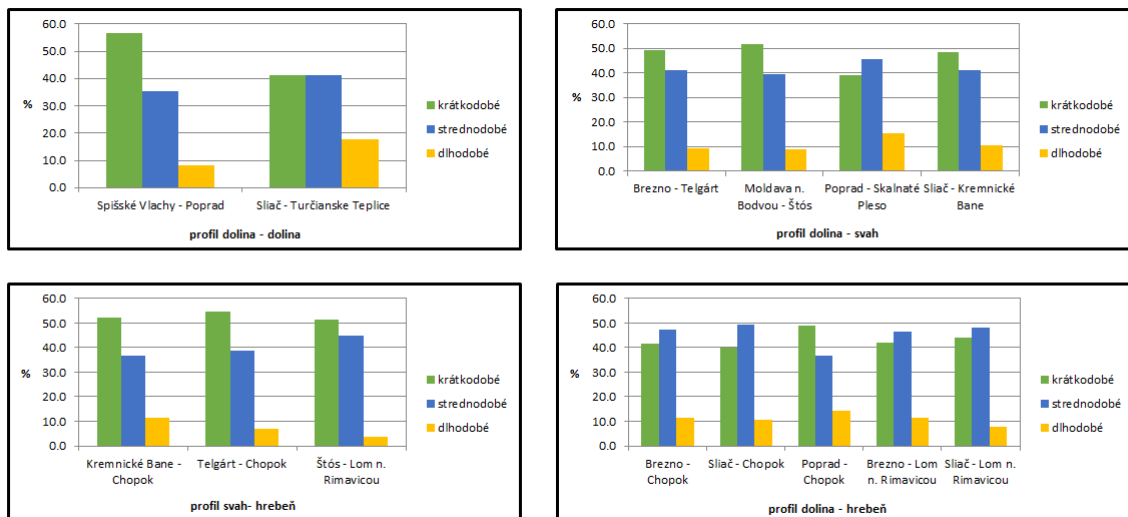 60.0
50.0
40.0
30.0
20.0
10.0
0.0
%
Spišské Vlachy - Poprad
Sliač - Turčianske Teplice
profil dolina - dolina
krátkodobé
strednodobé
dlhodobé
60.0
50.0
40.0
30.0
20.0
10.0
0.0
%
Brezno - Telgárt
Moldava n.
Bodvou - Štós
Poprad - Skalnaté
Pleso
Sliač - Kremnické
Bane
profil dolina - svah
krátkodobé
strednodobé
dlhodobé
60.0
50.0
40.0
30.0
20.0
10.0
0.0
%
Kremnické Bane -
Chopok
Telgárt - Chopok
Štós - Lom n.
Rimavicou
profil svah- hrebeň
krátkodobé
strednodobé
dlhodobé
60.0
50.0
40.0
30.0
20.0
10.0
0.0
%
Brezno -
Chopok
Sliač - Chopok
Poprad -
Chopok
Brezno - Lom
n. Rimavicou
Sliač - Lom n.
Rimavicou
profil dolina - hrebeň
krátkodobé
strednodobé
dlhodobé